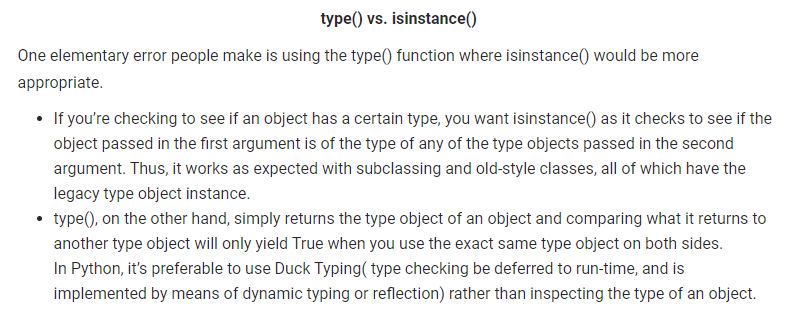 type() vs. isinstance()
One elementary error people make is using the type() function where isinstance() would be more
appropriate.
• If you’re checking to see if an object has a certain type, you want isinstance() as it checks to see if the
object passed in the first argument is of the type of any of the type objects passed in the second
argument. Thus, it works as expected with subclassing and old-style classes, all of which have the
legacy type object instance.
• type(), on the other hand, simply returns the type object of an object and comparing what it returns to
another type object will only yield True when you use the exact same type object on both sides.
In Python, it’s preferable to use Duck Typing( type checking be deferred to run-time, and is
implemented by means of dynamic typing or reflection) rather than inspecting the type of an object.